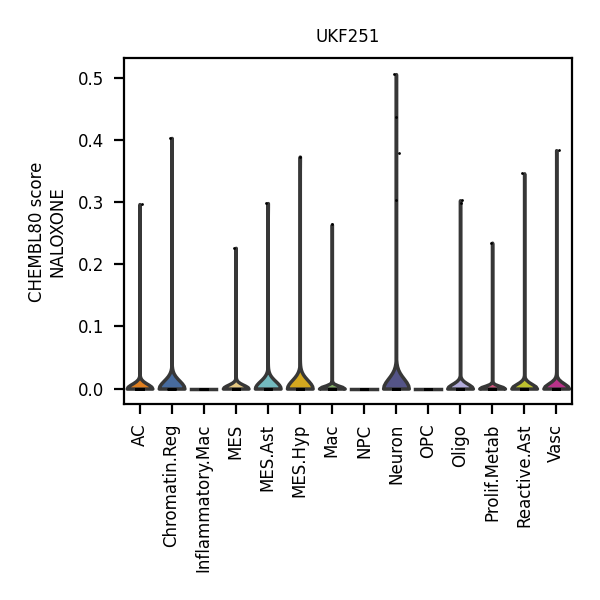 UKF251
CHEMBL80 score
NALOXONE
0.5
0.4
0.3
0.2
0.1
0.0
AC
Chromatin.Reg
Inflammatory.Mac
MES
MES.Ast
MES.Hyp
Mac
NPC
Neuron
OPC
Oligo
Prolif.Metab
Reactive.Ast
Vasc